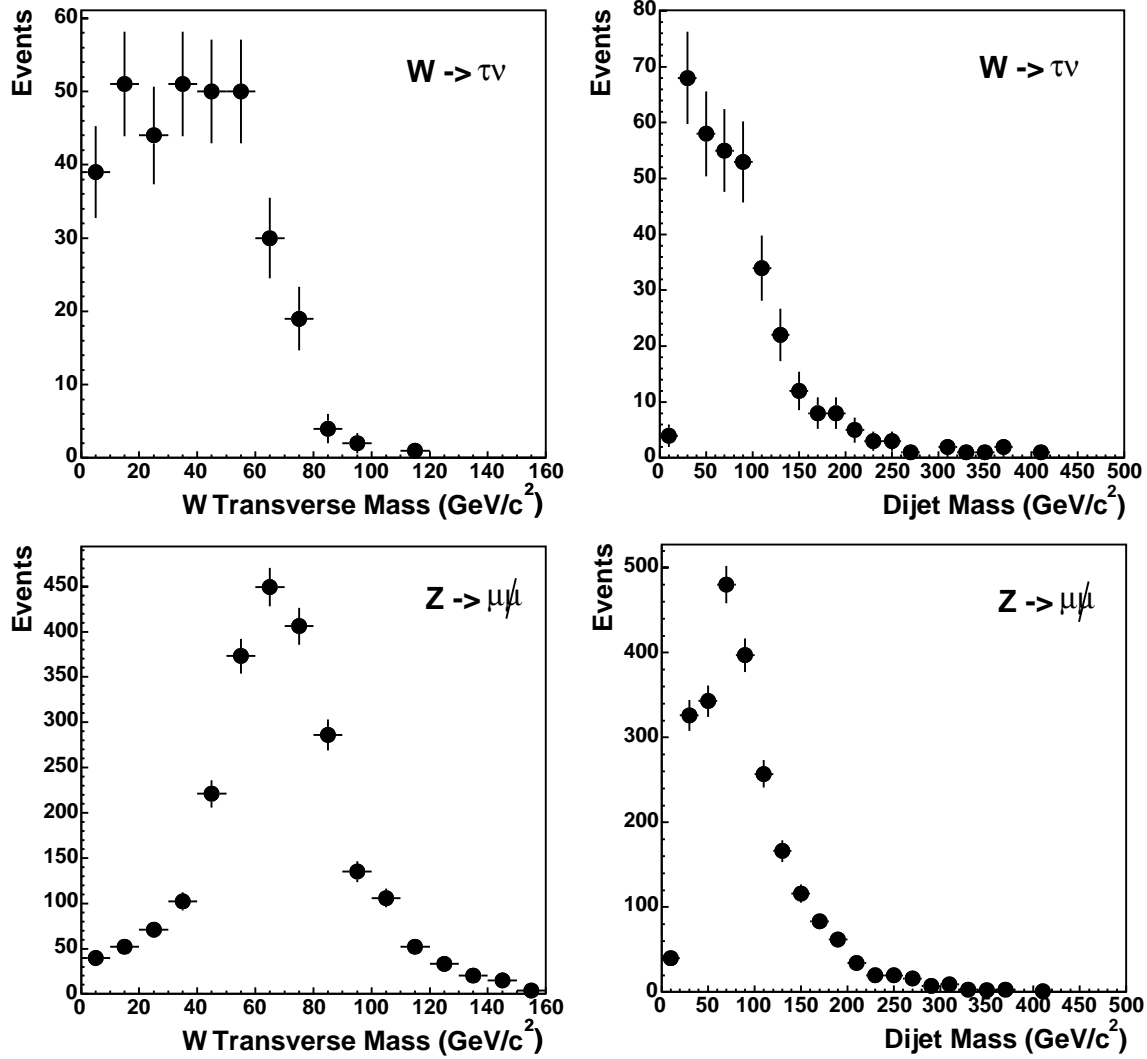 Events
W -> τν
60
50
40
30
20
10
0
0 20 40 60 80 100 120 140 160
W Transverse Mass (GeV/c²)
Events
W -> τν
80
70
60
50
40
30
20
10
0
0 50 100 150 200 250 300 350 400 450 500
Dijet Mass (GeV/c²)
Events
Z -> μμ̸
450
400
350
300
250
200
150
100
50
0
0 20 40 60 80 100 120 140 160
W Transverse Mass (GeV/c²)
Events
Z -> μμ̸
500
400
300
200
100
0
0 50 100 150 200 250 300 350 400 450 500
Dijet Mass (GeV/c²)